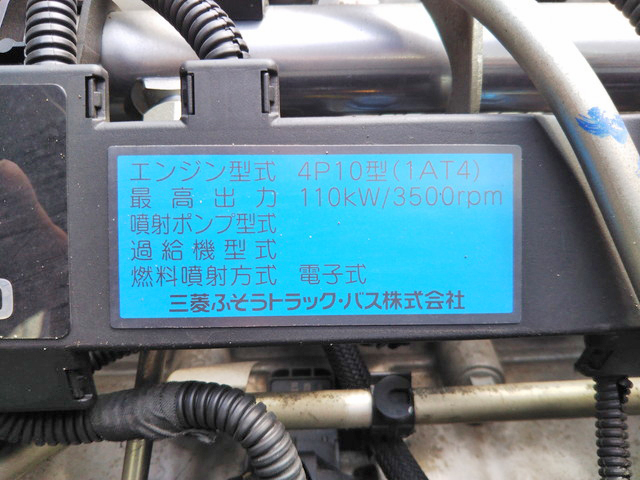 エンジン型式 4P10型(1AT4)
最高出力 110kW/3500rpm
噴射ポンプ型式
過給機型式
燃料噴射方式 電子式
三菱ふそうトラック・バス株式会社